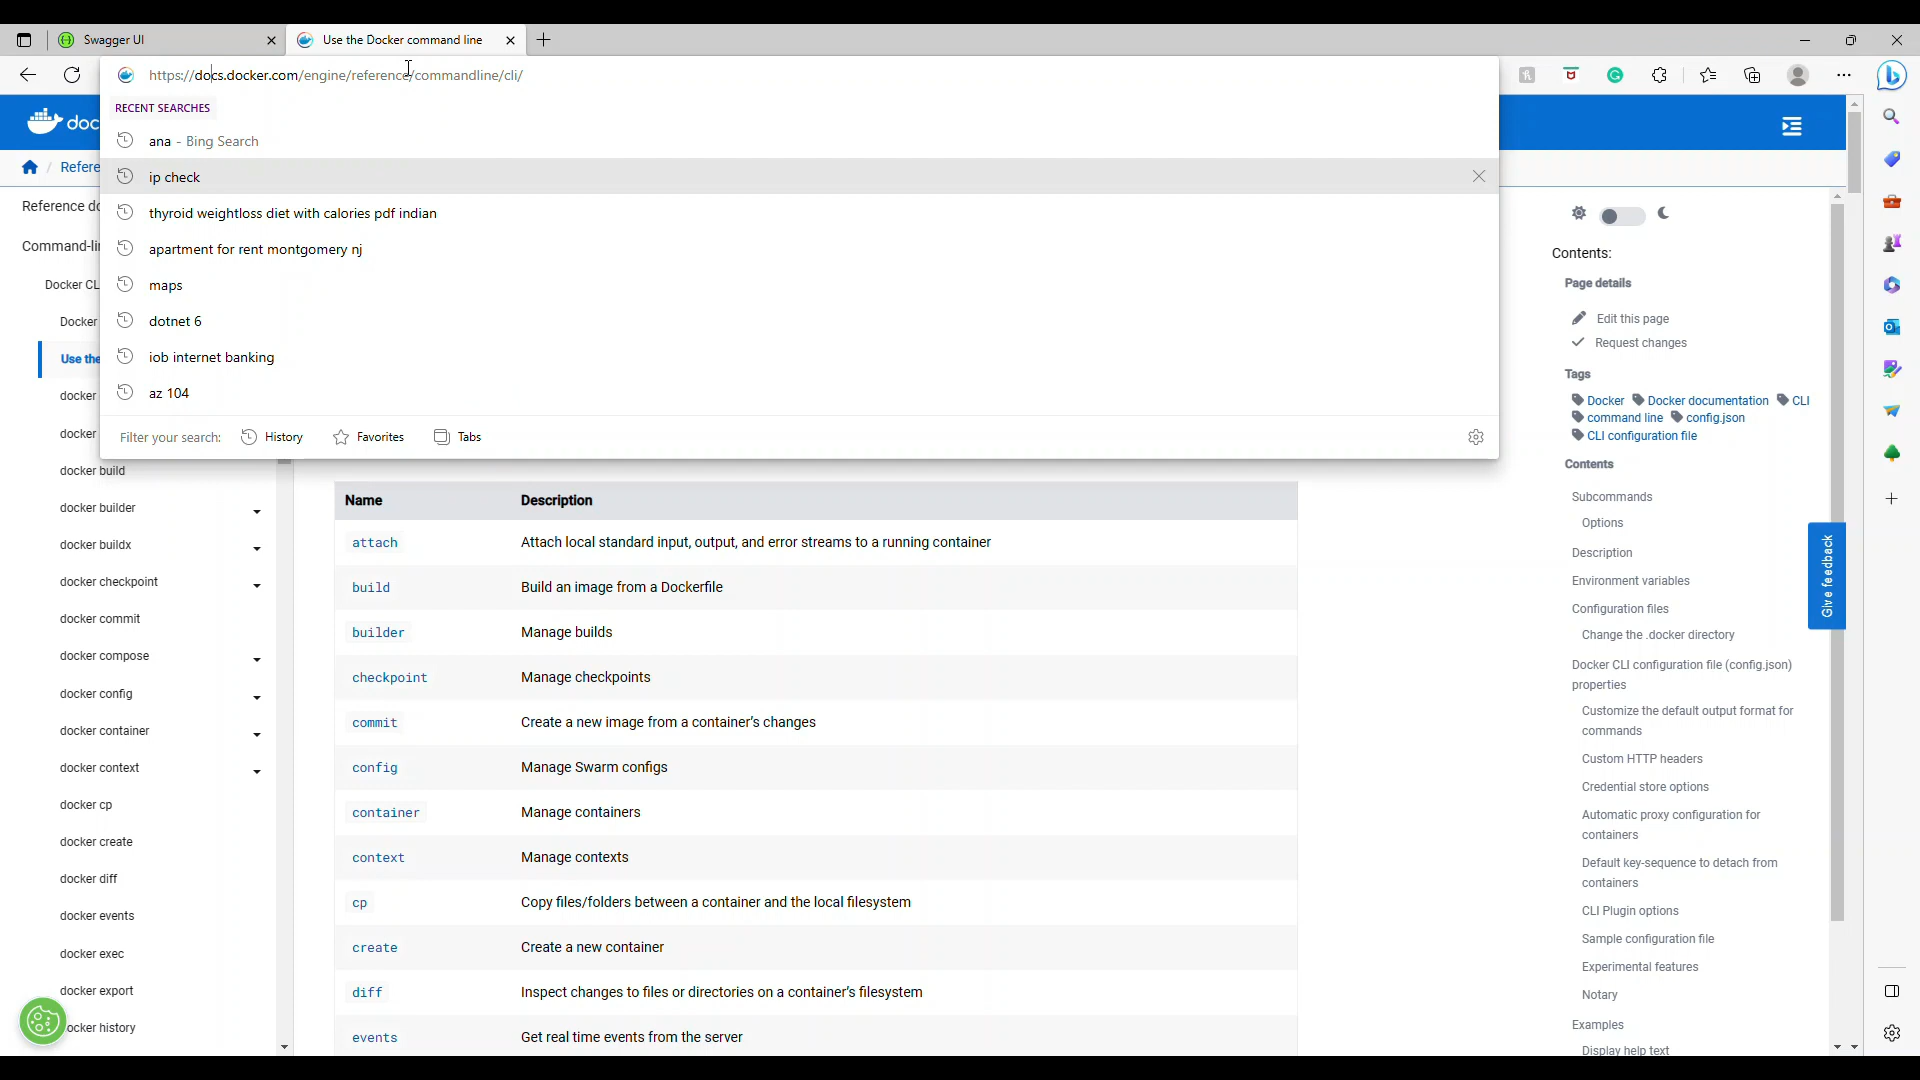 Swagger UI
Use the Docker command line
https://docs.docker.com/engine/reference/commandline/cli/
RECENT SEARCHES
ana - Bing Search
ip check
thyroid weightloss diet with calories pdf indian
apartment for rent montgomery nj
maps
dotnet 6
iob internet banking
az 104
Filter your search: History Favorites Tabs
doc
Refere
Reference do
Command-lin
Docker CL
Docker
Use the
docker
docker
docker build
docker builder
docker buildx
docker checkpoint
docker commit
docker compose
docker config
docker container
docker context
docker cp
docker create
docker diff
docker events
docker exec
docker export
ocker history
Name Description
attach Attach local standard input, output, and error streams to a running container
build Build an image from a Dockerfile
builder Manage builds
checkpoint Manage checkpoints
commit Create a new image from a container's changes
config Manage Swarm configs
container Manage containers
context Manage contexts
cp Copy files/folders between a container and the local filesystem
create Create a new container
diff Inspect changes to files or directories on a container's filesystem
events Get real time events from the server
Contents:
Page details
Edit this page
Request changes
Tags
Docker Docker documentation CLI
command line config.json
CLI configuration file
Contents
Subcommands
Options
Description
Environment variables
Configuration files
Change the .docker directory
Docker CLI configuration file (config.json)
properties
Customize the default output format for
commands
Custom HTTP headers
Credential store options
Automatic proxy configuration for
containers
Default key-sequence to detach from
containers
CLI Plugin options
Sample configuration file
Experimental features
Notary
Examples
Display help text
Give feedback